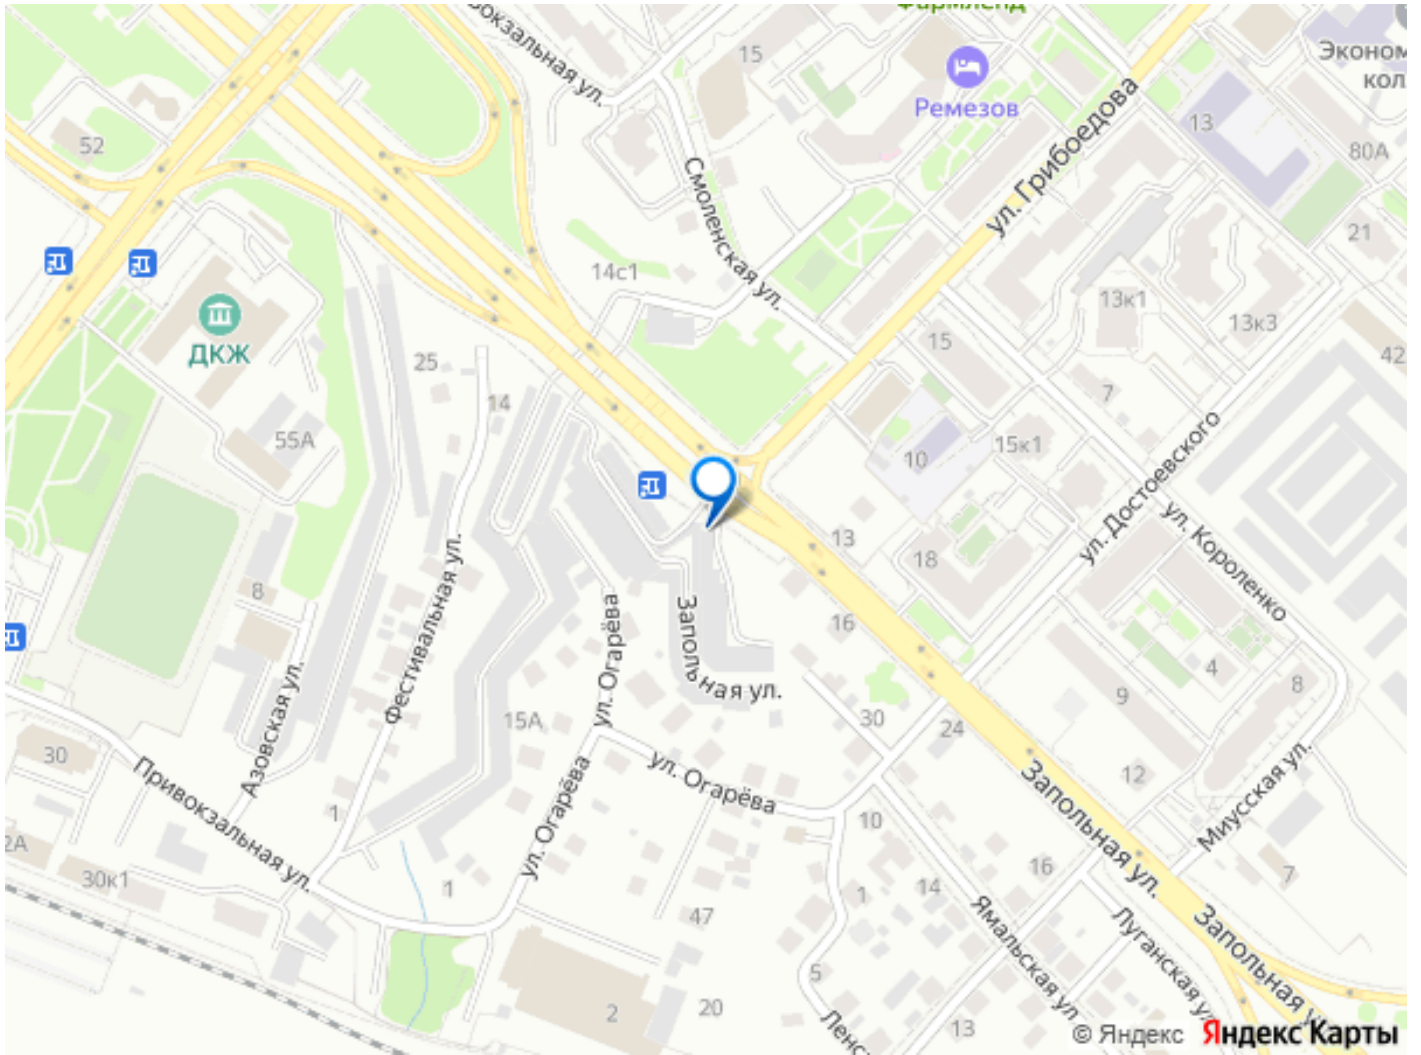 Фармленд
15
Ремезов
Эконом
кол
13
80А
52
ул. Грибоедова
Смоленская ул.
21
14с1
13к1
13к3
ДКЖ
25
14
15
42
7
55А
15к1
10
ул. Достоевского
13
18
ул. Короленко
8
Фестивальная ул.
ул. Огарёва
Запольная ул.
16
4
8
9
Азовская ул.
15А
30
24
30
Привокзальная ул.
ул. Огарёва
ул. Огарёва
12
Запольная ул.
Миусская ул.
1
10
2А
30к1
1
1
14
16
7
47
Ямальская ул.
Луганская ул.
Запольная ул.
5
2
20
Ленс
13
© Яндекс Яндекс Карты